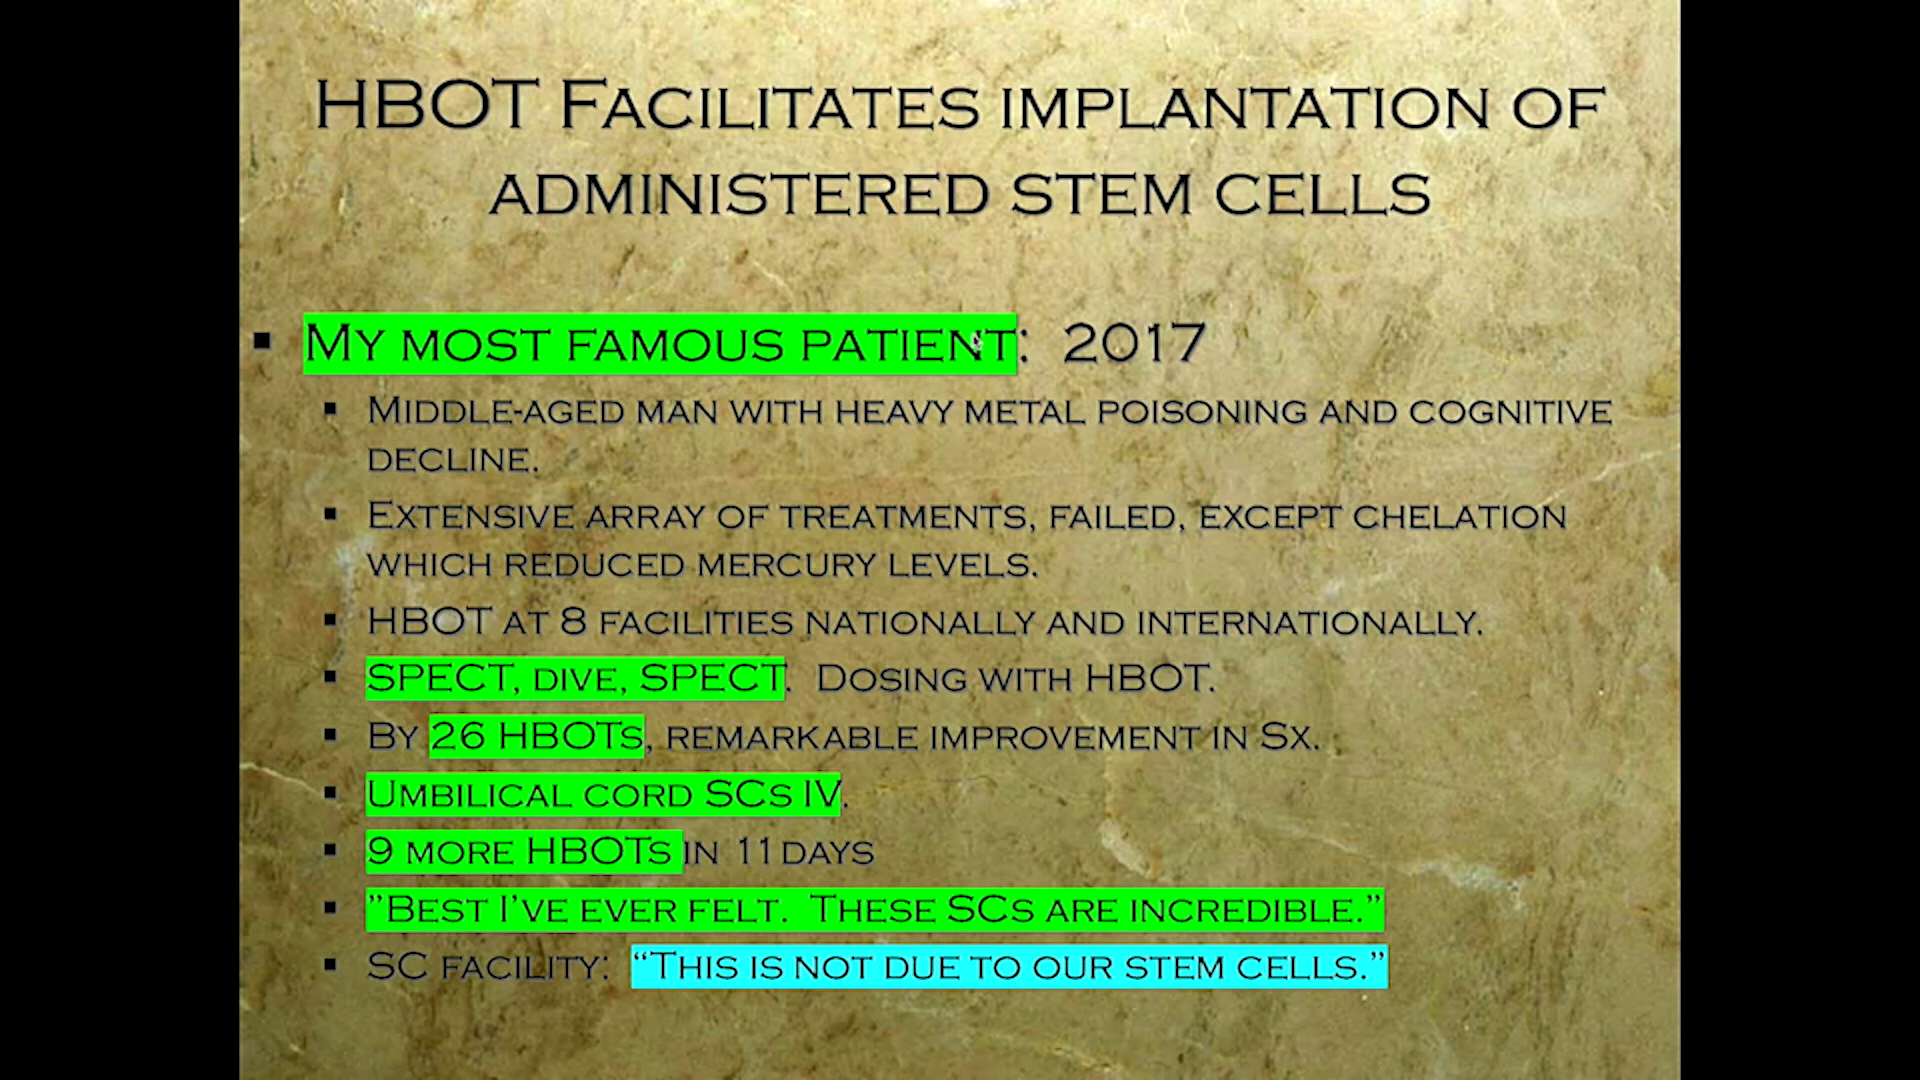 HBOT Facilitates implantation of
administered stem cells
▪ My most famous patient: 2017
▪ Middle-aged man with heavy metal poisoning and cognitive
decline.
▪ Extensive array of treatments, failed, except chelation
which reduced mercury levels.
▪ HBOT at 8 facilities nationally and internationally.
▪ SPECT, dive, SPECT. Dosing with HBOT.
▪ By 26 HBOTs, remarkable improvement in Sx.
▪ Umbilical cord SCs IV.
▪ 9 more HBOTs in 11 days
▪ ”Best I’ve ever felt. These SCs are incredible.”
▪ SC facility: “This is not due to our stem cells.”